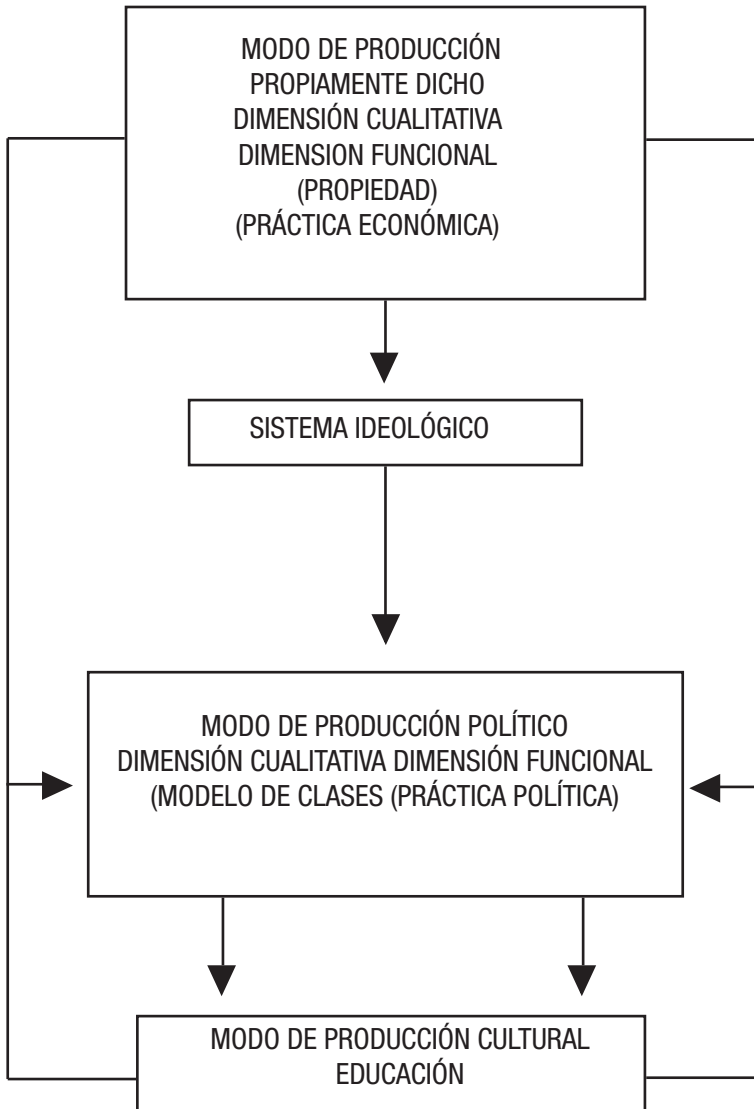 MODO DE PRODUCCIÓN
PROPIAMENTE DICHO
DIMENSIÓN CUALITATIVA
DIMENSION FUNCIONAL
(PROPIEDAD)
(PRÁCTICA ECONÓMICA)
SISTEMA IDEOLÓGICO
MODO DE PRODUCCIÓN POLÍTICO
DIMENSIÓN CUALITATIVA DIMENSIÓN FUNCIONAL
(MODELO DE CLASES (PRÁCTICA POLÍTICA)
MODO DE PRODUCCIÓN CULTURAL
EDUCACIÓN